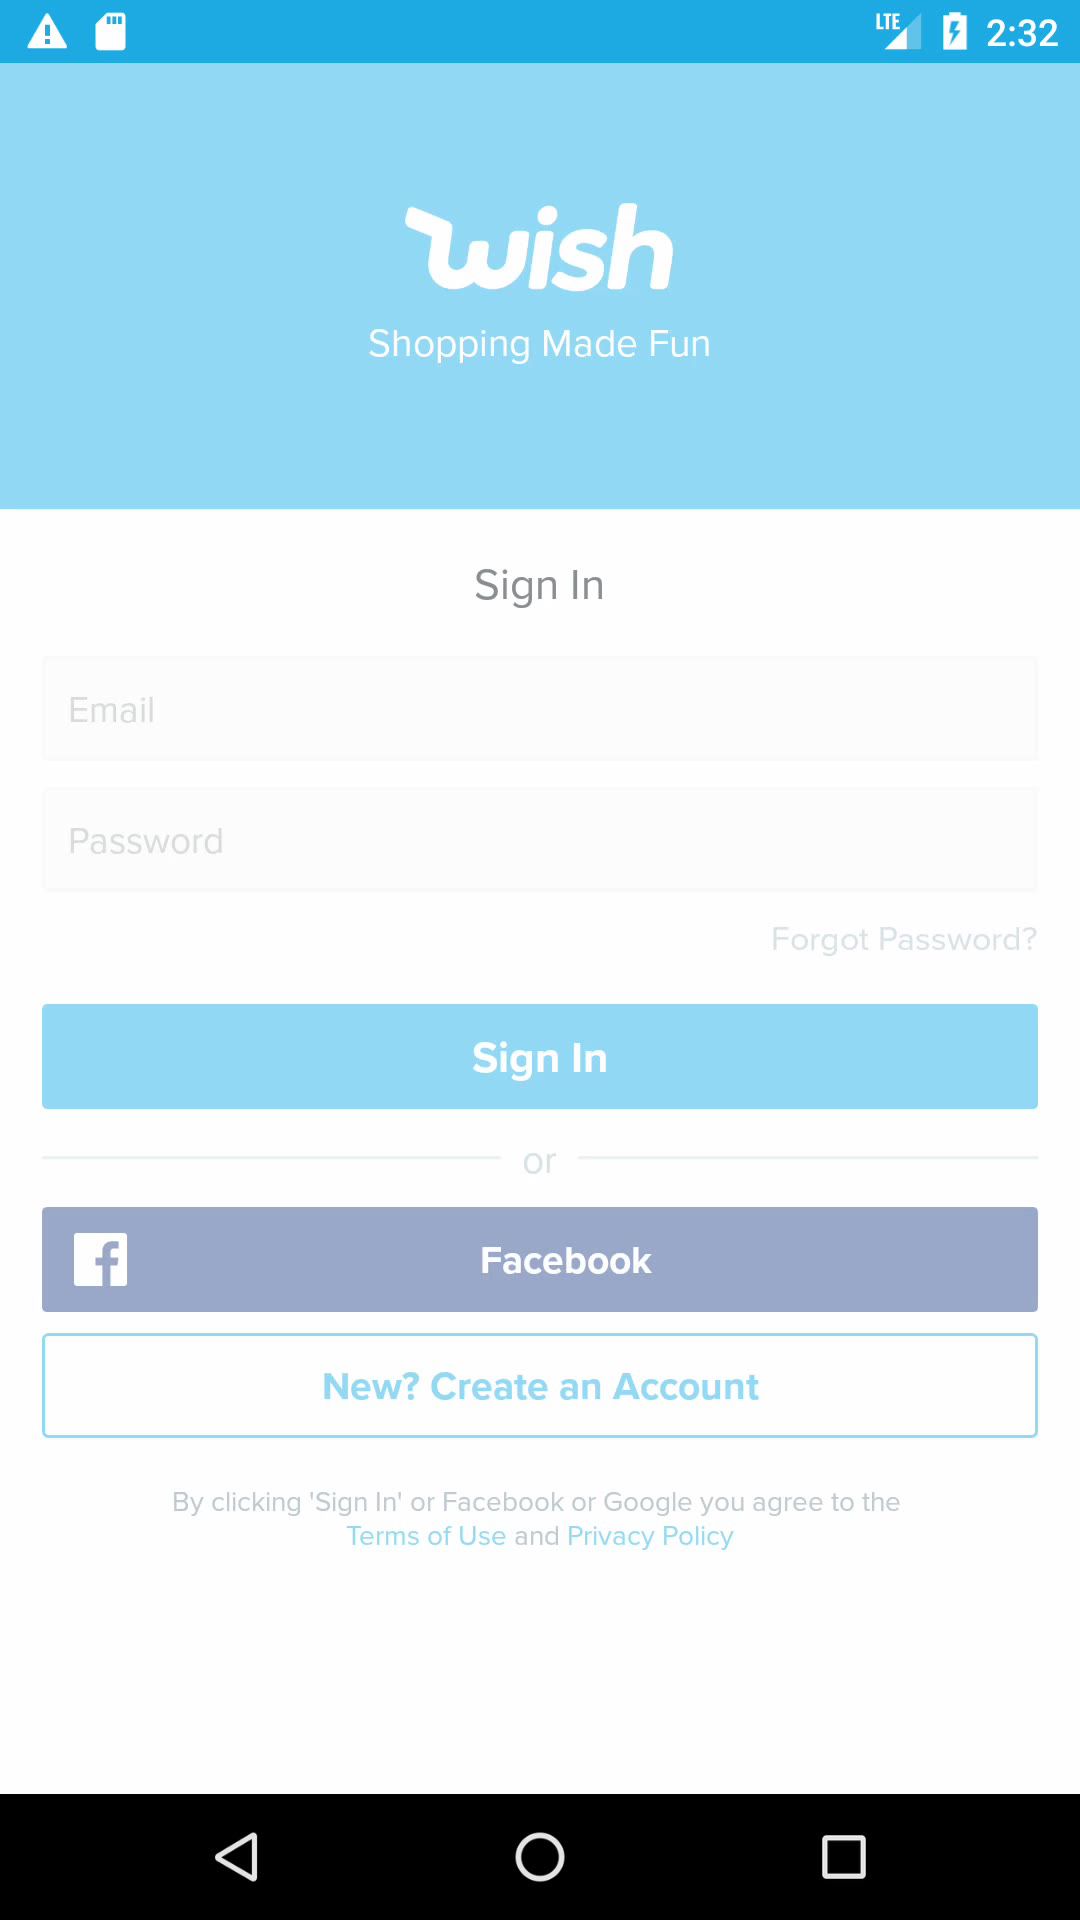 LTE 2:32
wish
Shopping Made Fun
Sign In
Email
Password
Forgot Password?
Sign In
or
Facebook
New? Create an Account
By clicking 'Sign In' or Facebook or Google you agree to the
Terms of Use and Privacy Policy